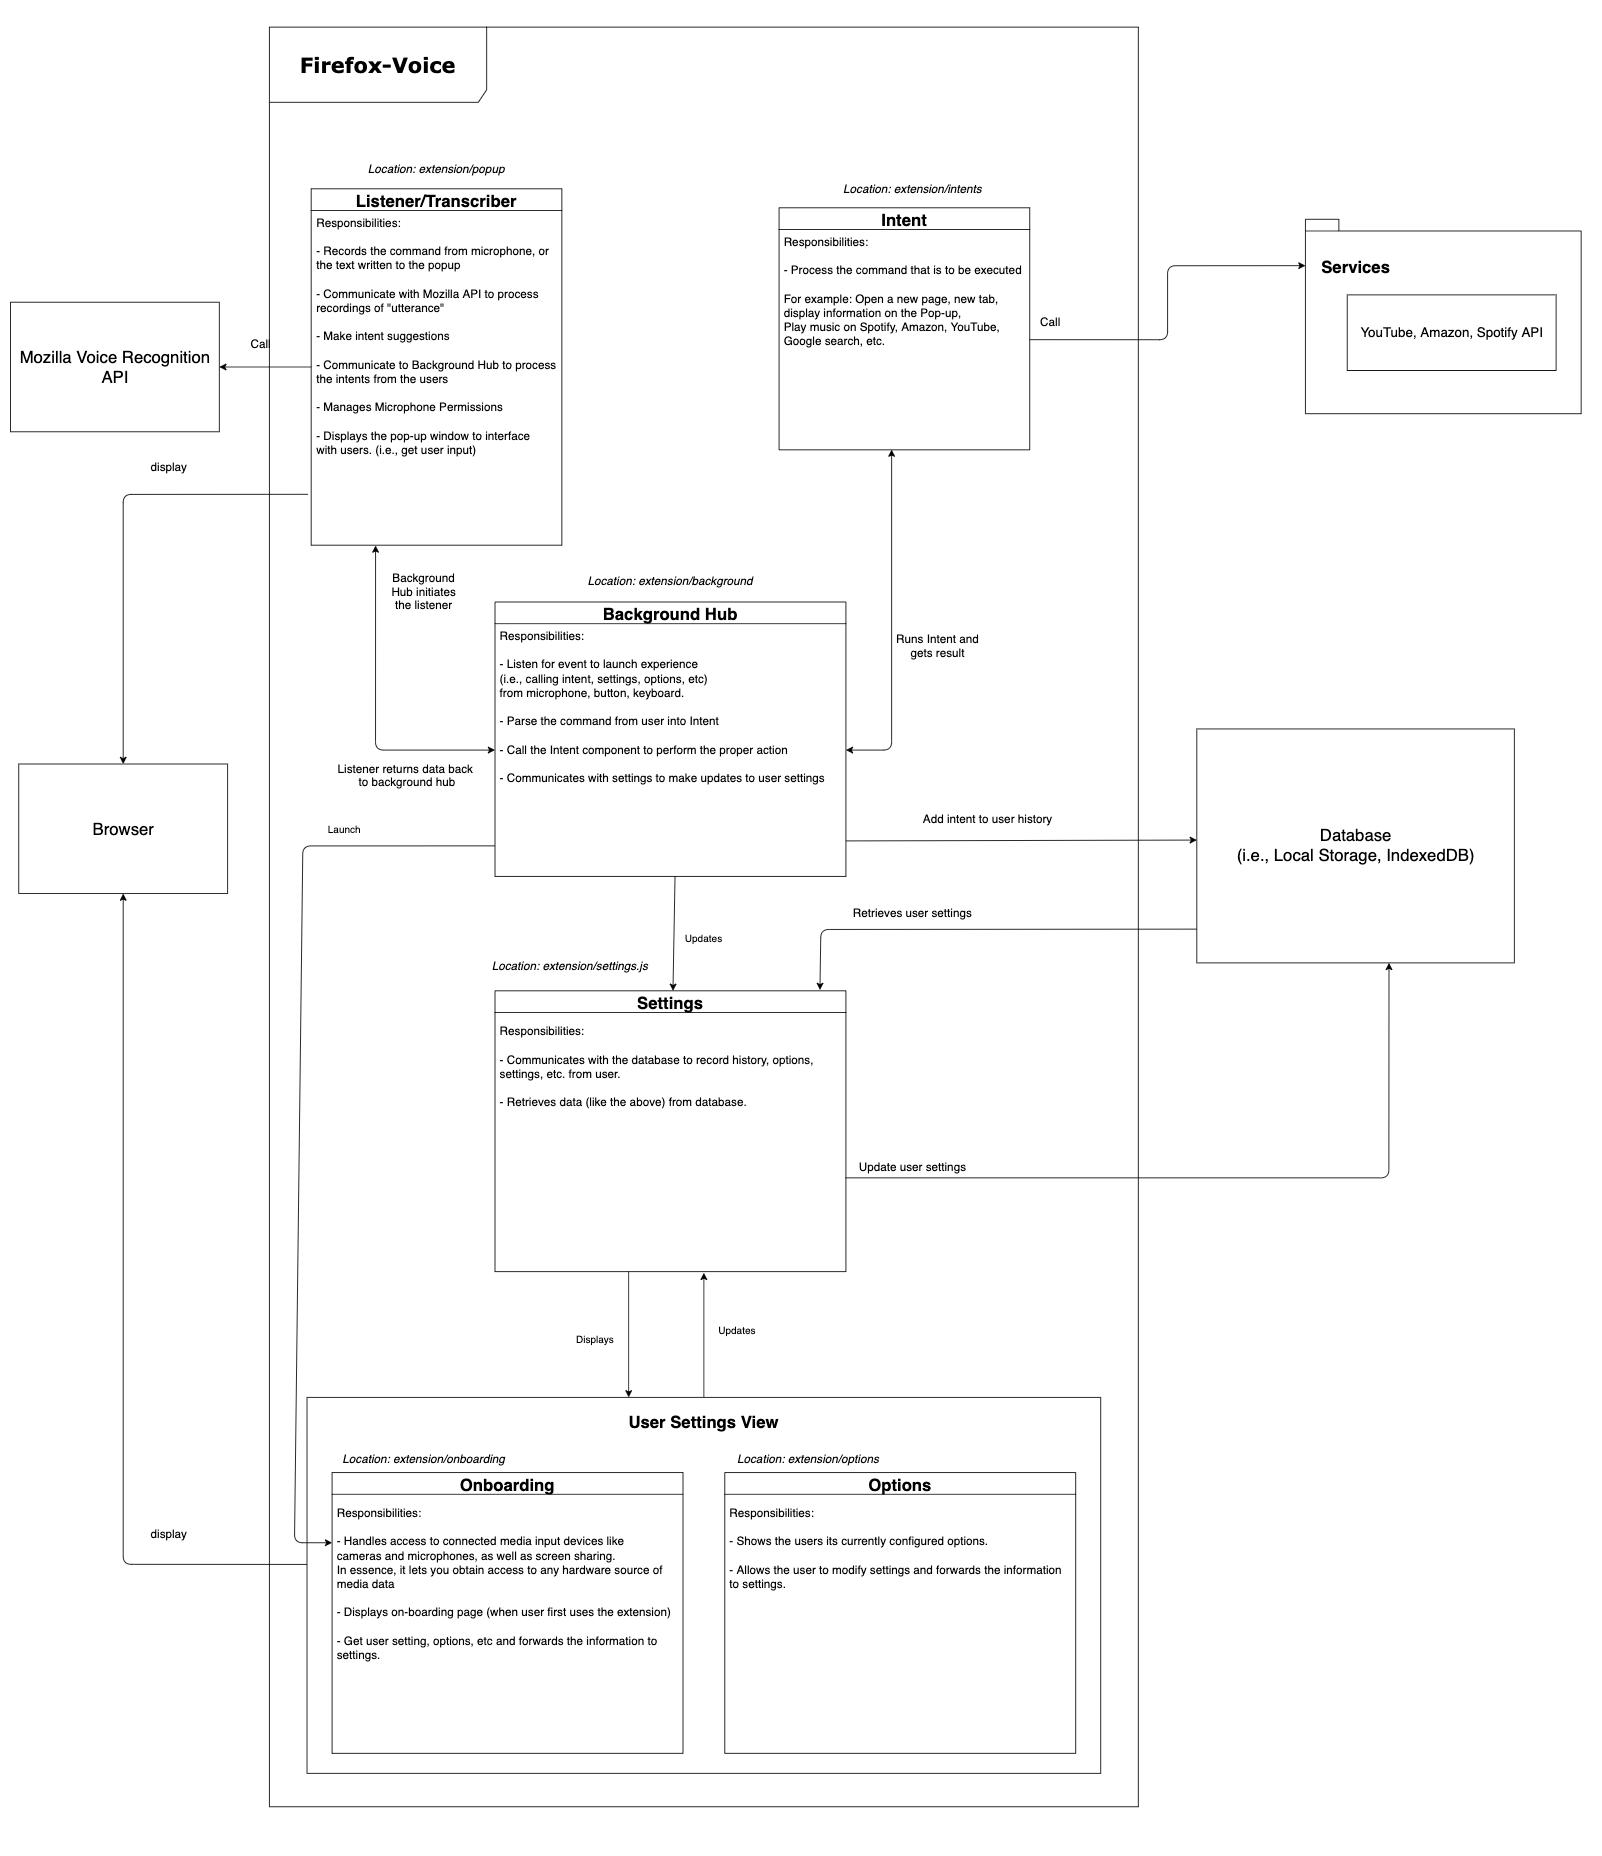 Firefox-Voice
Location: extension/popup
Listener/Transcriber
Responsibilities:
- Records the command from microphone, or
the text written to the popup
- Communicate with Mozilla API to process
recordings of "utterance"
- Make intent suggestions
- Communicate to Background Hub to process
the intents from the users
- Manages Microphone Permissions
- Displays the pop-up window to interface
with users. (i.e., get user input)
Location: extension/intents
Intent
Responsibilities:
- Process the command that is to be executed
For example: Open a new page, new tab,
display information on the Pop-up,
Play music on Spotify, Amazon, YouTube,
Google search, etc.
Call
Services
YouTube, Amazon, Spotify API
Call
Mozilla Voice Recognition
API
display
Background
Hub initiates
the listener
Listener returns data back
to background hub
Location: extension/background
Background Hub
Responsibilities:
- Listen for event to launch experience
(i.e., calling intent, settings, options, etc)
from microphone, button, keyboard.
- Parse the command from user into Intent
- Call the Intent component to perform the proper action
- Communicates with settings to make updates to user settings
Runs Intent and
gets result
Browser
Launch
Add intent to user history
Database
(i.e., Local Storage, IndexedDB)
Retrieves user settings
Updates
Location: extension/settings.js
Settings
Responsibilities:
- Communicates with the database to record history, options,
settings, etc. from user.
- Retrieves data (like the above) from database.
Update user settings
Displays
Updates
User Settings View
Location: extension/onboarding
Onboarding
Responsibilities:
- Handles access to connected media input devices like
cameras and microphones, as well as screen sharing.
In essence, it lets you obtain access to any hardware source of
media data
- Displays on-boarding page (when user first uses the extension)
- Get user setting, options, etc and forwards the information to
settings.
Location: extension/options
Options
Responsibilities:
- Shows the users its currently configured options.
- Allows the user to modify settings and forwards the information
to settings.
display